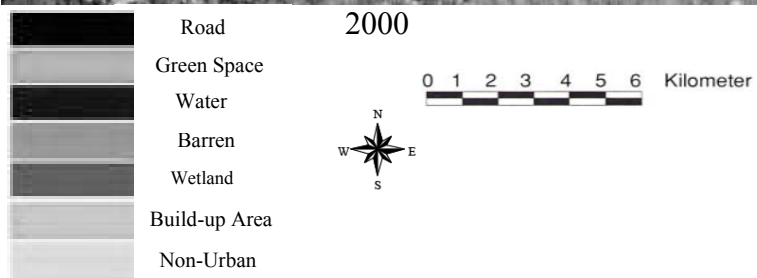 Road
2000
Green Space
0 1 2 3 4 5 6 Kilometer
Water
N
Barren
W E
Wetland
S
Build-up Area
Non-Urban